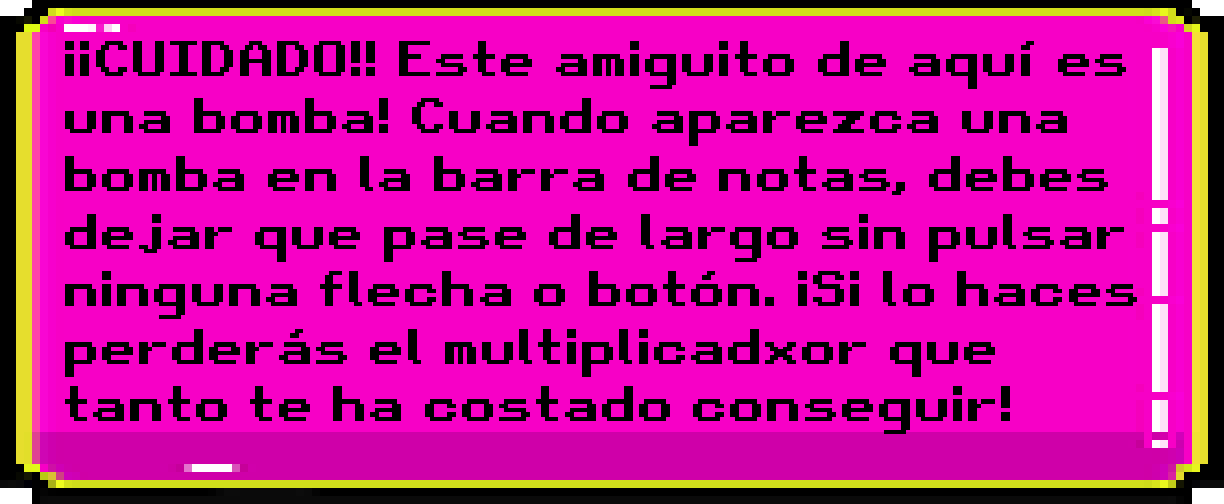 ¡¡CUIDADO!! Este amiguito de aquí es
una bomba! Cuando aparezca una
bomba en la barra de notas, debes
dejar que pase de largo sin pulsar
ninguna flecha o botón. ¡Si lo haces
perderás el multiplicadxor que
tanto te ha costado conseguir!